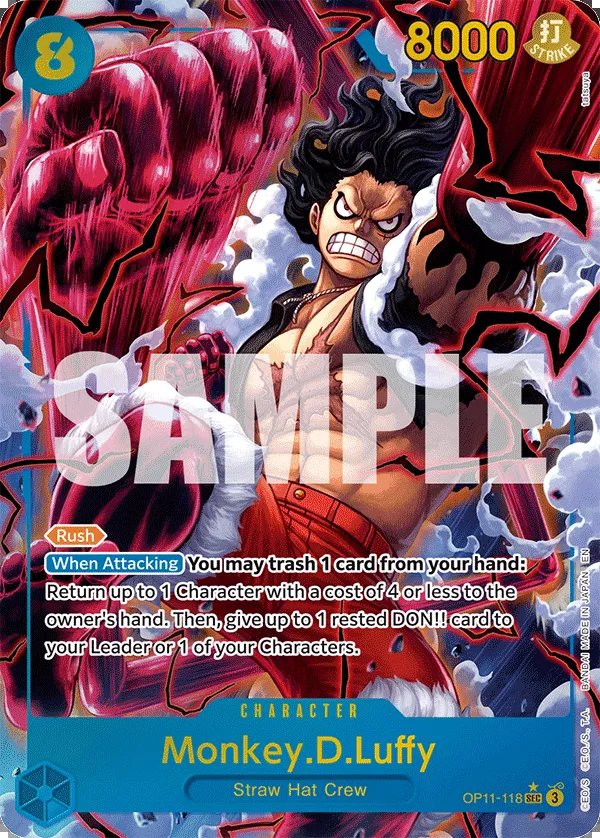 8
8000
打
STRIKE
tatsuya
SAMPLE
Rush
When Attacking You may trash 1 card from your hand:
Return up to 1 Character with a cost of 4 or less to the
owner's hand. Then, give up to 1 rested DON!! card to
your Leader or 1 of your Characters.
©E.O./S., T.A. BANDAI MADE IN JAPAN EN
CHARACTER
Monkey.D.Luffy
Straw Hat Crew
OP11-118 SEC 3